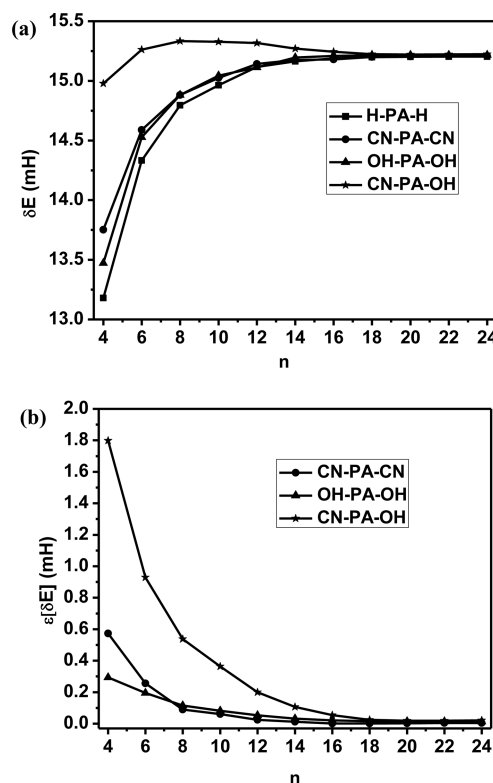 (a)
15.5
15.0
14.5
14.0
13.5
13.0
δE (mH)
H-PA-H
CN-PA-CN
OH-PA-OH
CN-PA-OH
4 6 8 10 12 14 16 18 20 22 24
n
(b)
2.0
1.8
1.6
1.4
1.2
1.0
0.8
0.6
0.4
0.2
0.0
ε[δE] (mH)
CN-PA-CN
OH-PA-OH
CN-PA-OH
4 6 8 10 12 14 16 18 20 22 24
n